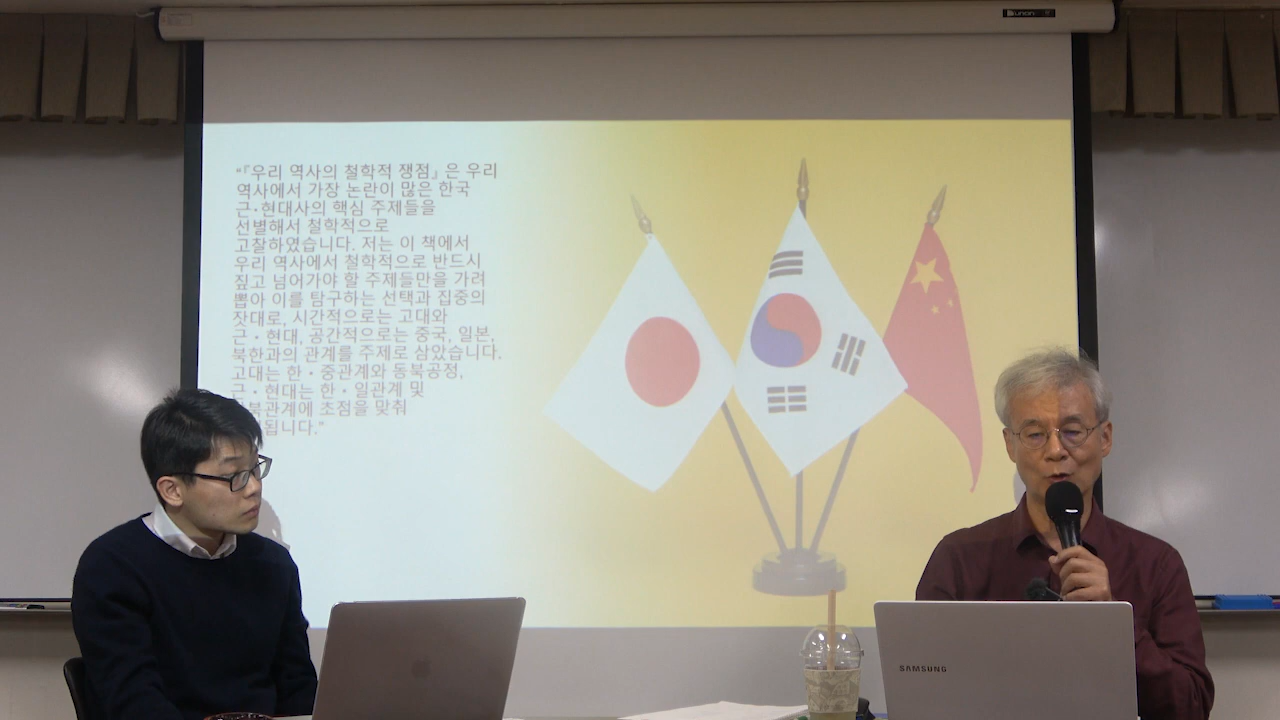 UNION
“『우리 역사의 철학적 쟁점』은 우리
역사에서 가장 논란이 많은 한국
근·현대사의 핵심 주제들을
선별해서 철학적으로
고찰하였습니다. 저는 이 책에서
우리 역사에서 철학적으로 반드시
짚고 넘어가야 할 주제들만을 가려
뽑아 이를 탐구하는 선택과 집중의
잣대로, 시간적으로는 고대와
근·현대, 공간적으로는 중국, 일본,
북한과의 관계를 주제로 삼았습니다.
고대는 한·중관계와 동북공정,
근·현대는 한·일관계 및
초점을 맞춰
SAMSUNG